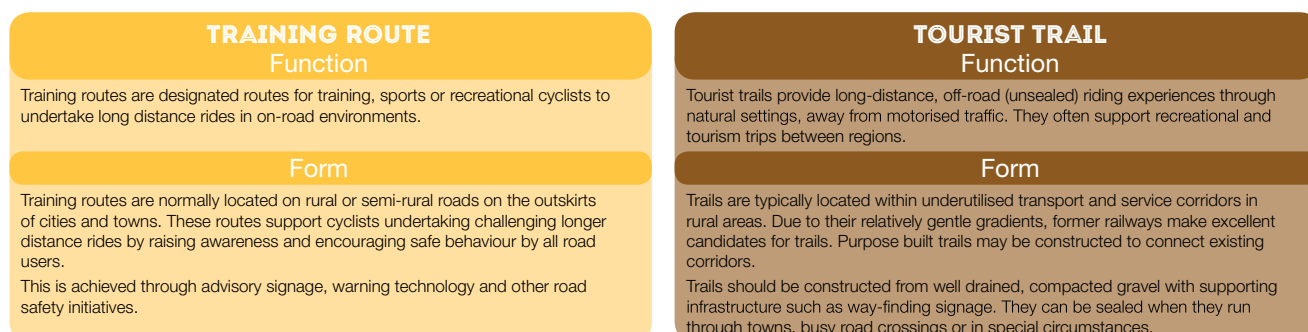 TRAINING ROUTE
Function
Training routes are designated routes for training, sports or recreational cyclists to
undertake long distance rides in on-road environments.
Form
Training routes are normally located on rural or semi-rural roads on the outskirts
of cities and towns. These routes support cyclists undertaking challenging longer
distance rides by raising awareness and encouraging safe behaviour by all road
users.
This is achieved through advisory signage, warning technology and other road
safety initiatives.
TOURIST TRAIL
Function
Tourist trails provide long-distance, off-road (unsealed) riding experiences through
natural settings, away from motorised traffic. They often support recreational and
tourism trips between regions.
Form
Trails are typically located within underutilised transport and service corridors in
rural areas. Due to their relatively gentle gradients, former railways make excellent
candidates for trails. Purpose built trails may be constructed to connect existing
corridors.
Trails should be constructed from well drained, compacted gravel with supporting
infrastructure such as way-finding signage. They can be sealed when they run
through towns, busy road crossings or in special circumstances.